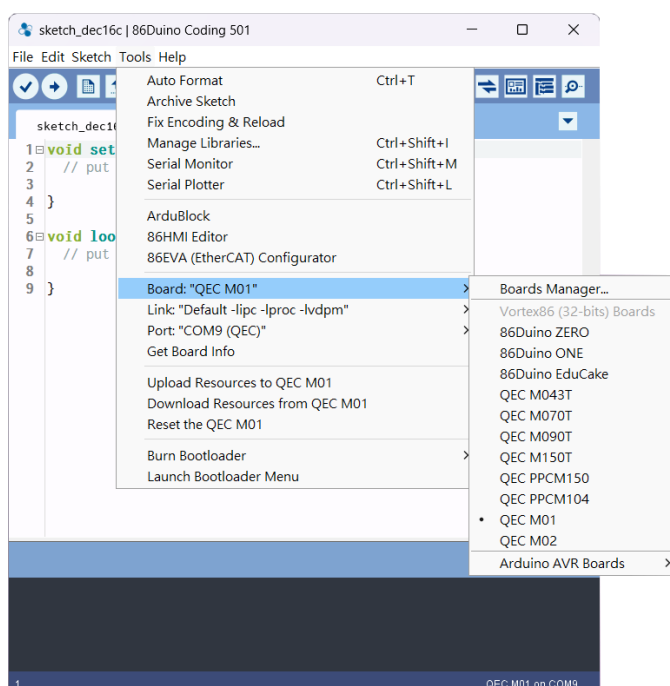 sketch_dec16c | 86Duino Coding 501
File Edit Sketch Tools Help
sketch_dec16
1 void set
2 // put
3
4 }
5
6 void loo
7 // put
8
9 }
Auto Format Ctrl+T
Archive Sketch
Fix Encoding & Reload
Manage Libraries... Ctrl+Shift+I
Serial Monitor Ctrl+Shift+M
Serial Plotter Ctrl+Shift+L
ArduBlock
86HMI Editor
86EVA (EtherCAT) Configurator
Board: "QEC M01"
Link: "Default -lipc -lproc -lvdpm"
Port: "COM9 (QEC)"
Get Board Info
Upload Resources to QEC M01
Download Resources from QEC M01
Reset the QEC M01
Burn Bootloader
Launch Bootloader Menu
Boards Manager...
Vortex86 (32-bits) Boards
86Duino ZERO
86Duino ONE
86Duino EduCake
QEC M043T
QEC M070T
QEC M090T
QEC M150T
QEC PPCM150
QEC PPCM104
• QEC M01
QEC M02
Arduino AVR Boards
1 QEC M01 on COM9